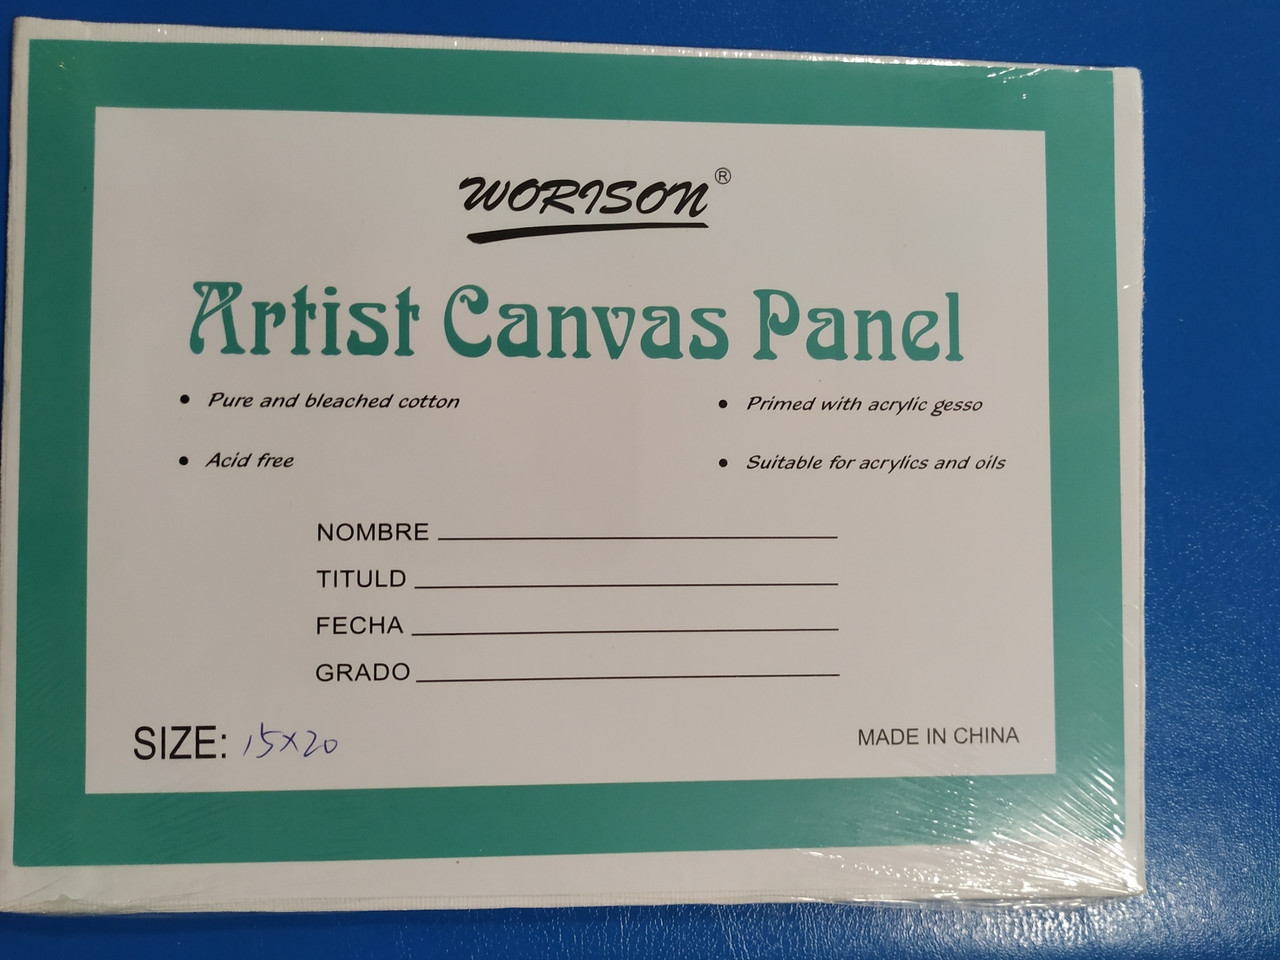 WORISON®
Artist Canvas Panel
• Pure and bleached cotton
• Primed with acrylic gesso
• Acid free
• Suitable for acrylics and oils
NOMBRE
TITULD
FECHA
GRADO
SIZE: 15x20
MADE IN CHINA